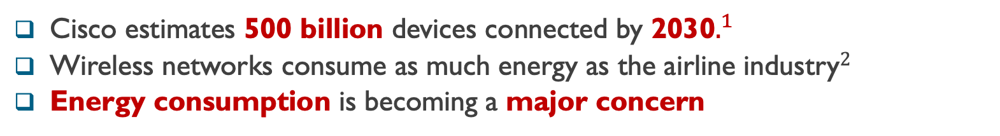 ❑ Cisco estimates 500 billion devices connected by 2030.¹
❑ Wireless networks consume as much energy as the airline industry²
❑ Energy consumption is becoming a major concern